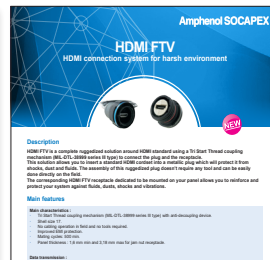 Amphenol SOCAPEX
HDMI FTV
HDMI connection system for harsh environment
NEW
Description
HDMI FTV is a complete ruggedized solution around HDMI standard using a Tri Start Thread coupling
mechanism (MIL-DTL-38999 series III type) to connect the plug and the receptacle.
This solution allows you to insert a standard HDMI cordset into a metallic plug which will protect it from
shocks, dust and fluids. The assembly of this ruggedized plug doesn't require any tool and can be easily
done directly on the field.
The corresponding HDMI FTV receptacle dedicated to be mounted on your panel allows you to reinforce and
protect your system against fluids, dusts, shocks and vibrations.
Main features
Main characteristics :
- Tri Start Thread coupling mechanism (MIL-DTL-38999 series III type) with anti-decoupling device.
- Shell size 17.
- No cabling operation in field and no tools required.
- Improved EMI protection.
- Mating cycles: 500 min.
- Panel thickness : 1,6 mm min and 3,18 mm max for jam nut receptacle.
Data transmission :